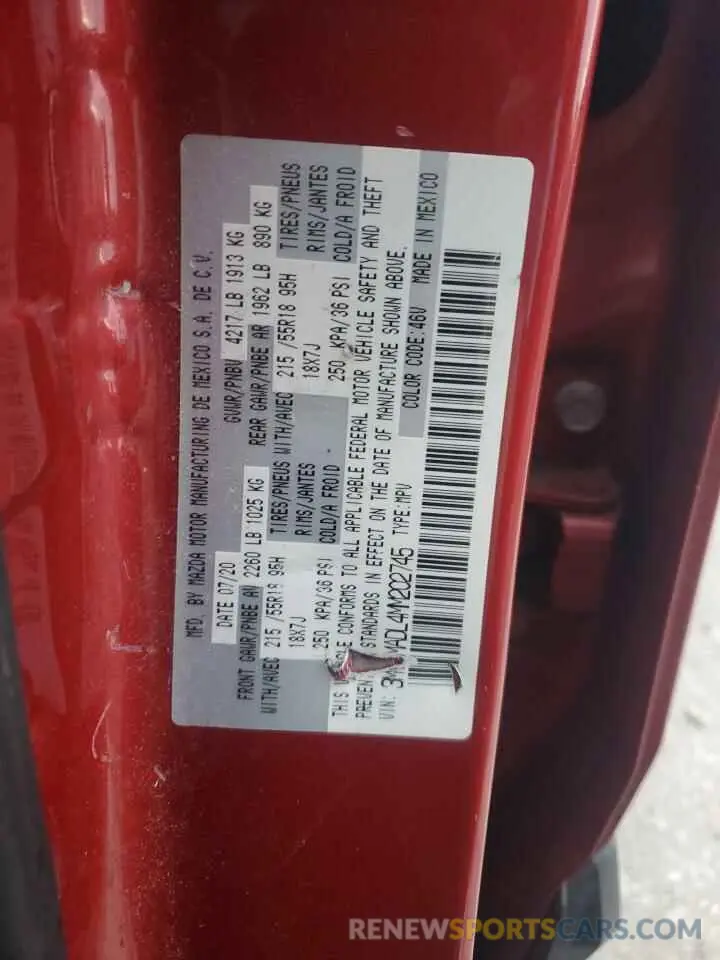 MFD. BY MAZDA MOTOR MANUFACTURING DE MEXICO S.A. DE C.V.
DATE 07/20 GVWR/PNBV 4217 LB 1913 KG
FRONT GAWR/PNBE AV 2260 LB 1025 KG REAR GAWR/PNBE AR 1962 LB 890 KG
WITH/AVEC 215 /55R18 95H TIRES/PNEUS WITH/AVEC 215 /55R18 95H TIRES/PNEUS
18X7J RIMS/JANTES 18X7J RIMS/JANTES
250 KPA/36 PSI COLD/A FROID 250 KPA/36 PSI COLD/A FROID
THIS CONFORMS TO ALL APPLICABLE FEDERAL MOTOR VEHICLE SAFETY AND THEFT
STANDARDS IN EFFECT ON THE DATE OF MANUFACTURE SHOWN ABOVE.
VIN: TYPE:MPV COLOR CODE:46V MADE IN MEXICO
RENEWSPORTSCARS.COM